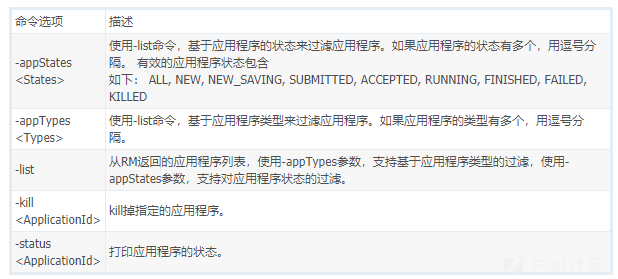 命令选项 描述
-appStates
<States>
使用-list命令，基于应用程序的状态来过滤应用程序。如果应用程序的状态有多个，用逗号分
隔。 有效的应用程序状态包含
如下： ALL, NEW, NEW_SAVING, SUBMITTED, ACCEPTED, RUNNING, FINISHED, FAILED,
KILLED
-appTypes
<Types>
使用-list命令，基于应用程序类型来过滤应用程序。如果应用程序的类型有多个，用逗号分
隔。
-list
从RM返回的应用程序列表，使用-appTypes参数，支持基于应用程序类型的过滤，使用-
appStates参数，支持对应用程序状态的过滤。
-kill
<ApplicationId>
kill掉指定的应用程序。
-status
<ApplicationId>
打印应用程序的状态。